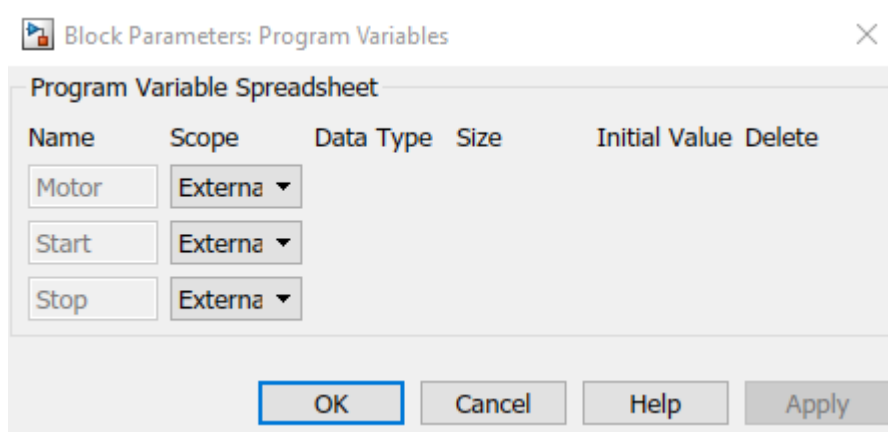 Block Parameters: Program Variables
Program Variable Spreadsheet
Name Scope Data Type Size Initial Value Delete
Motor Externa
Start Externa
Stop Externa
OK Cancel Help Apply